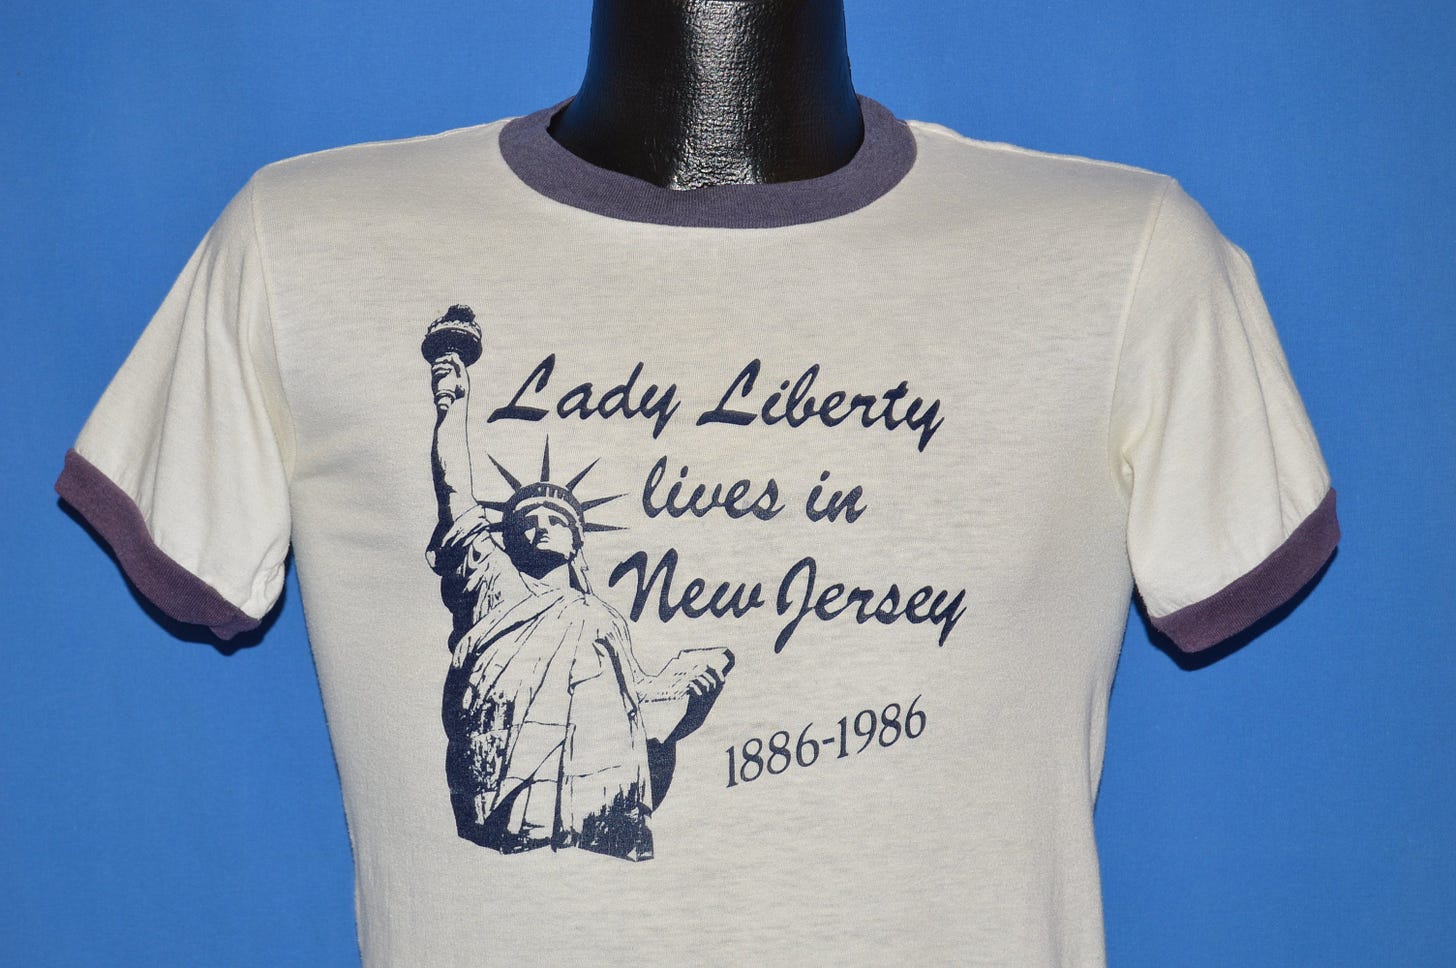 Lady Liberty
lives in
New Jersey
1886-1986